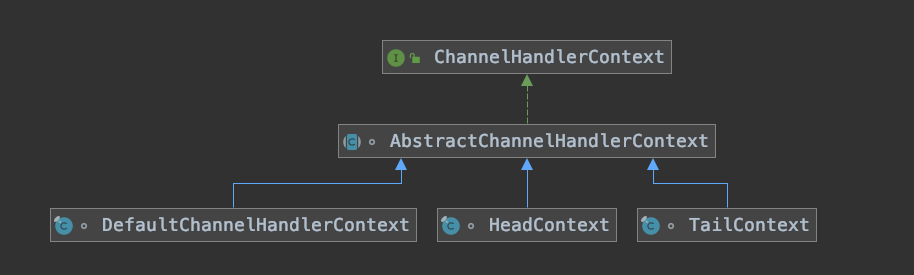 I ChannelHandlerContext
C AbstractChannelHandlerContext
C DefaultChannelHandlerContext
C HeadContext
C TailContext